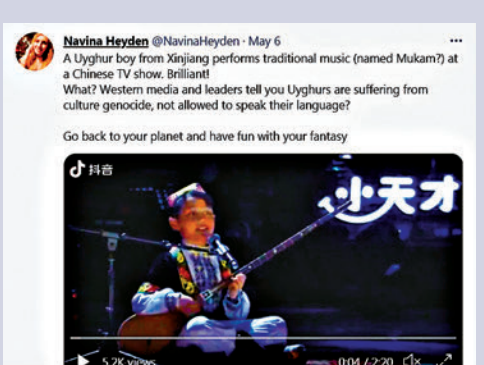 Navina Heyden @NavinaHeyden · May 6
A Uyghur boy from Xinjiang performs traditional music (named Mukam?) at
a Chinese TV show. Brilliant!
What? Western media and leaders tell you Uyghurs are suffering from
culture genocide, not allowed to speak their language?
Go back to your planet and have fun with your fantasy
抖音
小天才
5.2K views
0:04 / 2:20